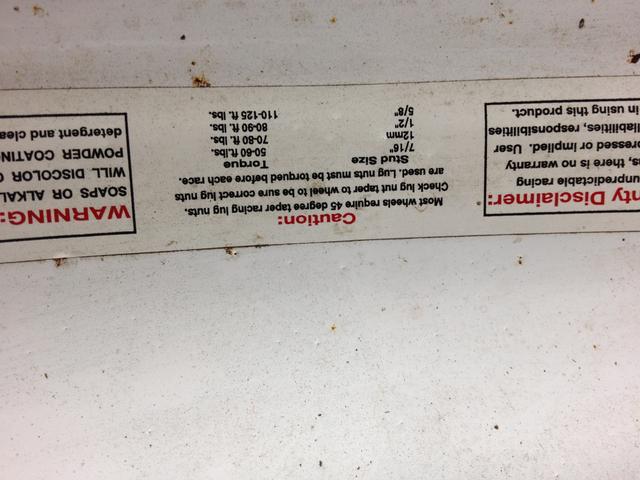 nty Disclaimer:
unpredictable racing
s, there is no warranty
pressed or implied. User
liabilities, responsibilities
in using this product.
Caution:
Most wheels require 45 degree racing taper lug nuts.
Check lug nut taper to wheel to be sure correct lug nuts
are used. Lug nuts must be torqued before each race.
Stud Size Torque
7/16" 50-60 ft.lbs.
12mm 70-80 ft. lbs.
1/2" 80-90 ft. lbs.
5/8" 110-125 ft. lbs.
WARNING:
SOAPS OR ALKAL
WILL DISCOLOR O
POWDER COATING
detergent and clea